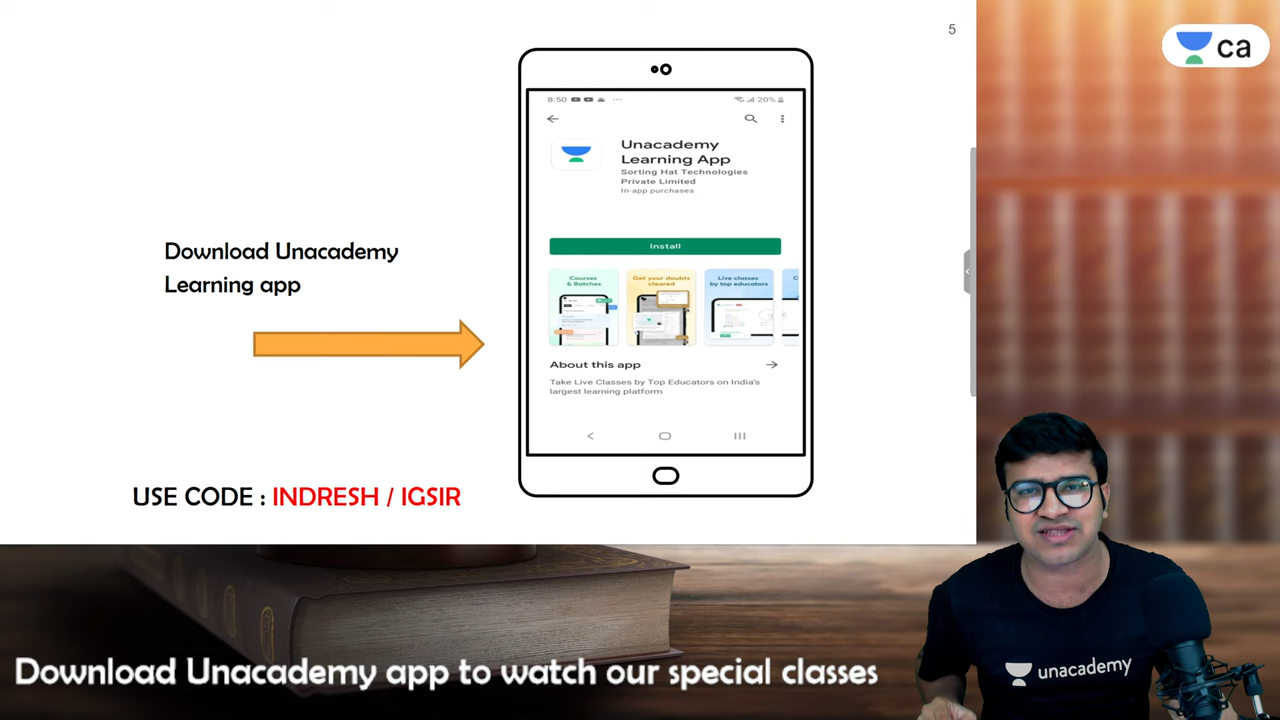 5
ca
8:50
20%
Unacademy
Learning App
Sorting Hat Technologies
Private Limited
In-app purchases
Install
Courses
& Batches
Get your doubts
cleared
Live classes
by top educators
About this app
Take Live Classes by Top Educators on India's
largest learning platform
Download Unacademy
Learning app
USE CODE : INDRESH / IGSIR
unacademy
Download Unacademy app to watch our special classes